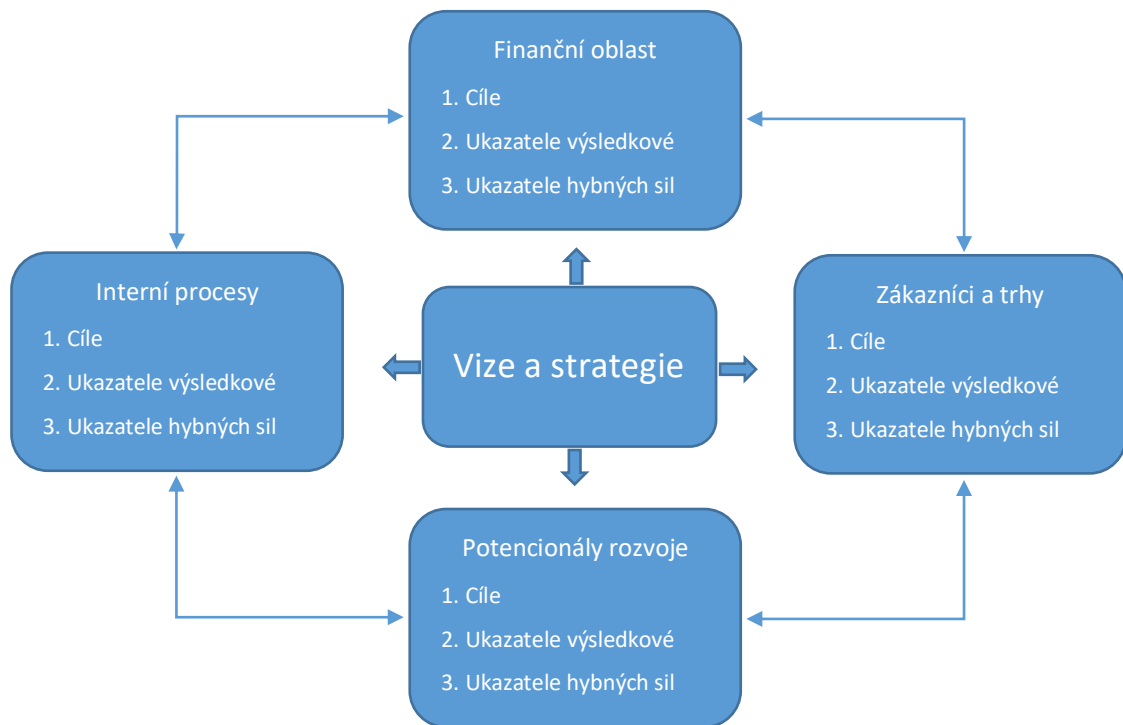 Finanční oblast
1. Cíle
2. Ukazatele výsledkové
3. Ukazatele hybných sil
Interní procesy
1. Cíle
2. Ukazatele výsledkové
3. Ukazatele hybných sil
Vize a strategie
Zákazníci a trhy
1. Cíle
2. Ukazatele výsledkové
3. Ukazatele hybných sil
Potencionály rozvoje
1. Cíle
2. Ukazatele výsledkové
3. Ukazatele hybných sil